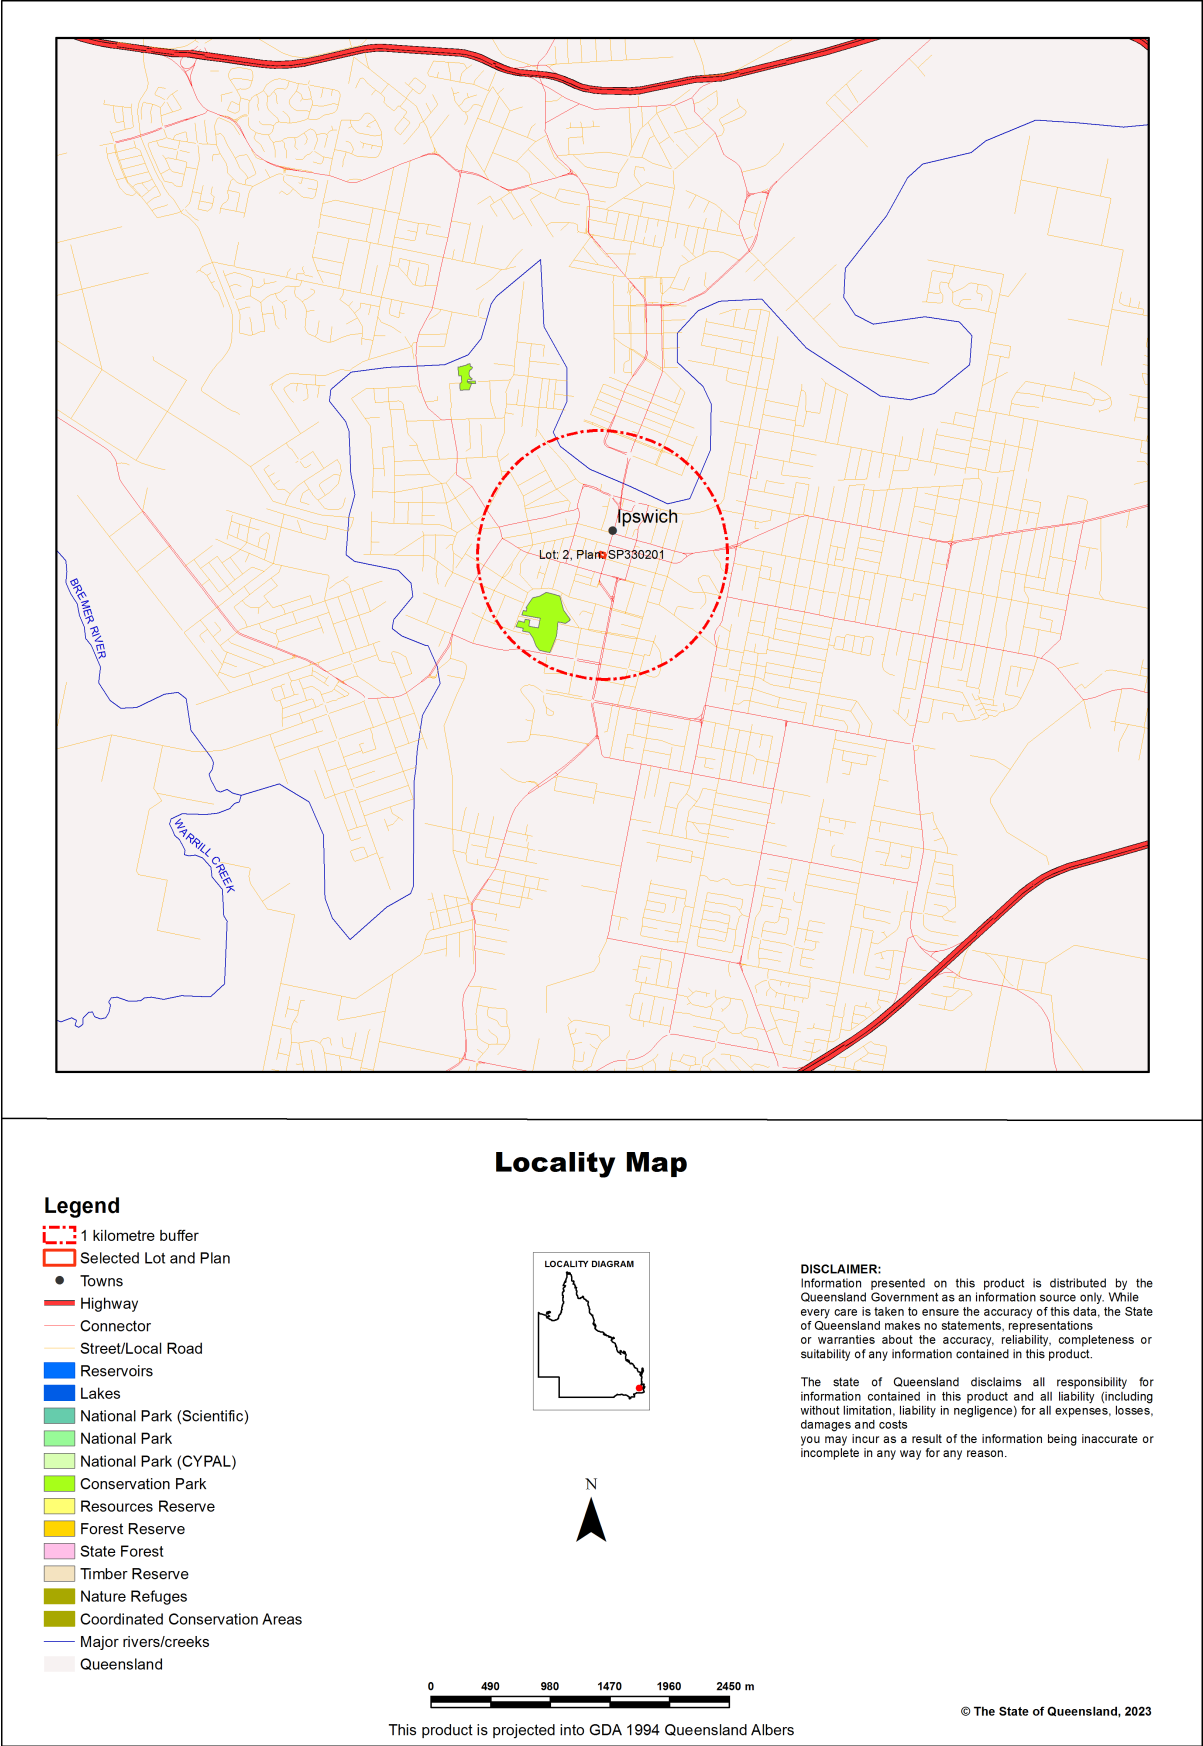 Ipswich
Lot: 2, Plan: SP330201
BREMER RIVER
WARRILL CREEK
Locality Map
Legend
1 kilometre buffer
Selected Lot and Plan
Towns
Highway
Connector
Street/Local Road
Reservoirs
Lakes
National Park (Scientific)
National Park
National Park (CYPAL)
Conservation Park
Resources Reserve
Forest Reserve
State Forest
Timber Reserve
Nature Refuges
Coordinated Conservation Areas
Major rivers/creeks
Queensland
LOCALITY DIAGRAM
N
DISCLAIMER:
Information presented on this product is distributed by the
Queensland Government as an information source only. While
every care is taken to ensure the accuracy of this data, the State
of Queensland makes no statements, representations
or warranties about the accuracy, reliability, completeness or
suitability of any information contained in this product.
The state of Queensland disclaims all responsibility for
information contained in this product and all liability (including
without limitation, liability in negligence) for all expenses, losses,
damages and costs
you may incur as a result of the information being inaccurate or
incomplete in any way for any reason.
0 490 980 1470 1960 2450 m
This product is projected into GDA 1994 Queensland Albers
© The State of Queensland, 2023